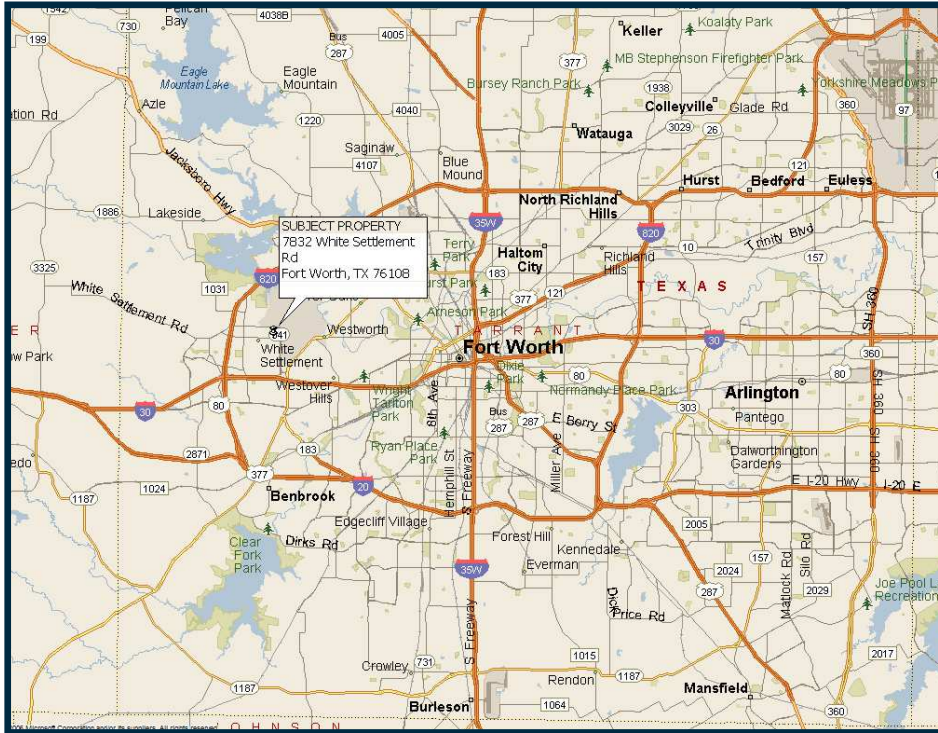 1542
Pelican
Bay
730
4038B
4005
Bus
287
199
Eagle
Mountain Lake
Eagle
Mountain
Azle
1220
4040
Saginaw
4107
Blue
Mound
Jacksboro Hwy
1886
Lakeside
Keller
Koalaty Park
377
MB Stephenson Firefighter Park
Bursey Ranch Park
1938
Yorkshire Meadows P
Colleyville
Glade Rd
360
97
Watauga
3029
26
121
Hurst
Bedford
Euless
North Richland
Hills
35W
820
SUBJECT PROPERTY
7832 White Settlement
Rd
Fort Worth, TX 76108
Terry
Park
Haltom
City
Richland
Hills
10
Trinity Blvd
157
183
377
121
TEXAS
3325
820
1031
White Settlement Rd
341
Westworth
White
Settlement
Arneson Park
TARRANT
Fort Worth
30
SH 360
360
Westover
Hills
Dixie
Park
80
Normandy Place Park
Arlington
80
30
80
Wright
Tarlton
Park
8th Ave
Bus
287
287
E Berry St
303
Pantego
SH 360
Ryan Place
Park
Miller Ave
Dalworthington
Gardens
2871
183
377
1187
1024
Benbrook
20
Hemphill St
S Freeway
E I-20 Hwy
I-20 E
SH 360
Edgecliff Village
Dirks Rd
Clear
Fork
Park
Forest Hill
Kennedale
Everman
2005
157
2024
287
Matlock Rd
Silo Rd
2029
35W
Dick
Price Rd
Joe Pool L
Recreation
S Freeway
2017
Crowley
731
1015
Rendon
1187
1187
1064
Burleson
Mansfield
287
360